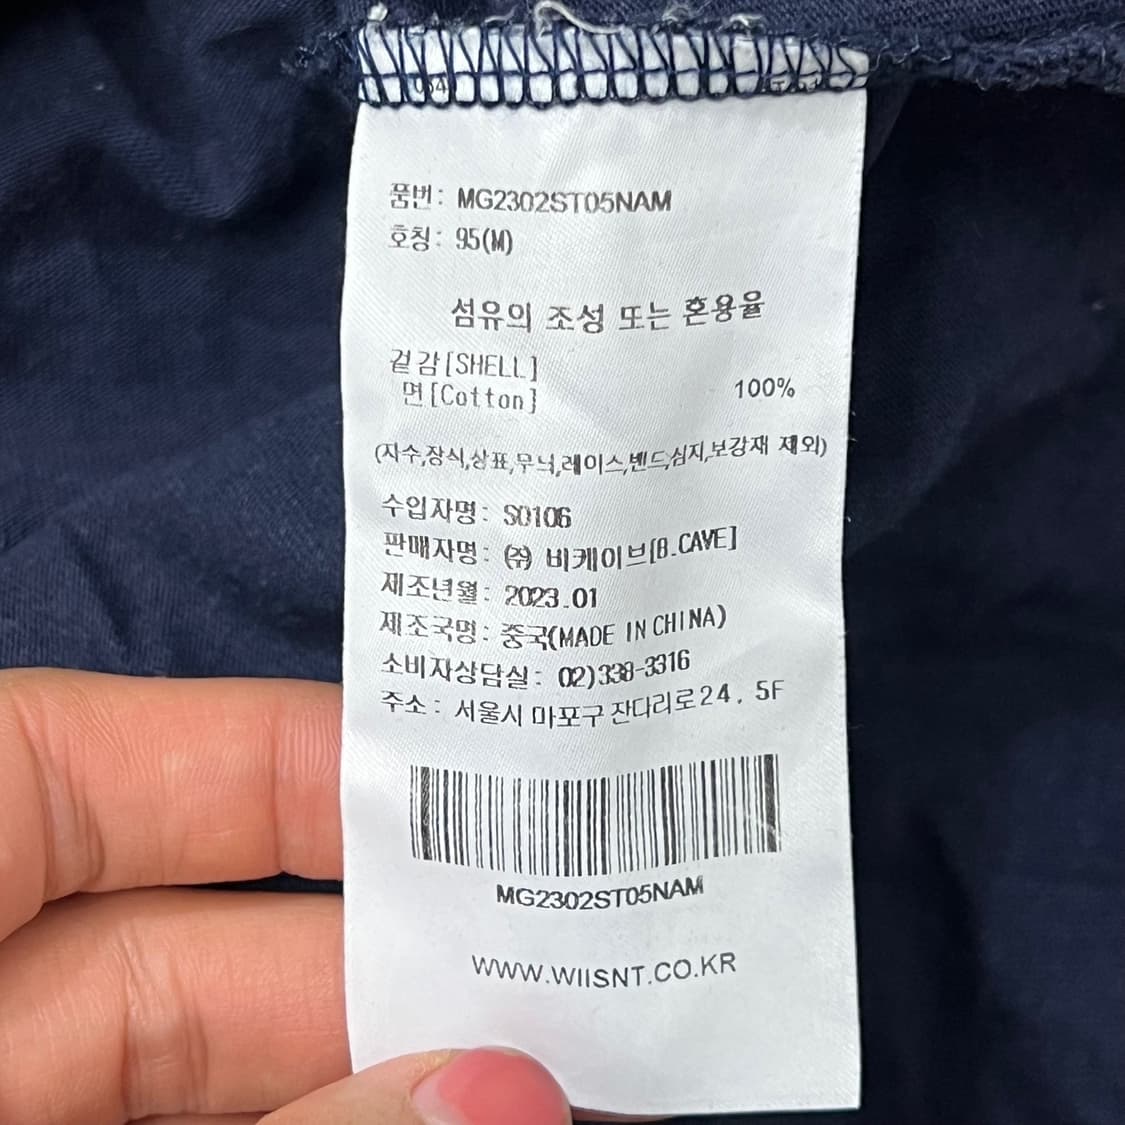 품번: MG2302ST05NAM
호칭: 95(M)
섬유의 조성 또는 혼용율
겉감[SHELL]
면[Cotton] 100%
(자수,장식,상표,무늬,레이스,밴드,심지,보강재 제외)
수입자명: S0106
판매자명: ㈜ 비케이브[B.CAVE]
제조년월: 2023.01
제조국명: 중국(MADE IN CHINA)
소비자상담실: 02)338-3316
주소: 서울시 마포구 잔다리로24, 5F
MG2302ST05NAM
WWW.WIISNT.CO.KR